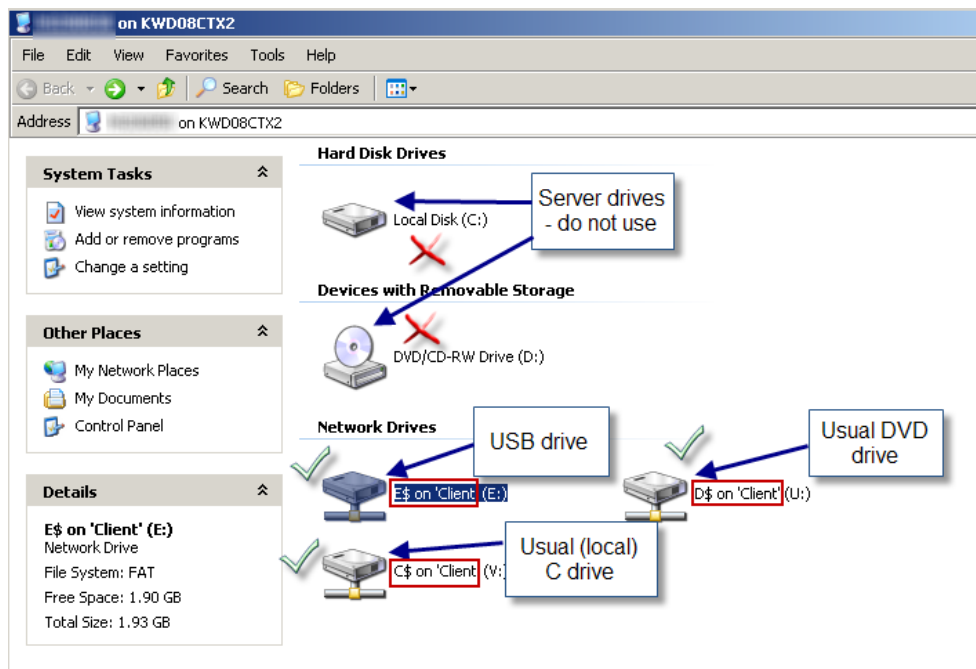 on KWD08CTX2
File Edit View Favorites Tools Help
Back Search Folders
Address on KWD08CTX2
System Tasks
View system information
Add or remove programs
Change a setting
Other Places
My Network Places
My Documents
Control Panel
Details
E$ on 'Client' (E:)
Network Drive
File System: FAT
Free Space: 1.90 GB
Total Size: 1.93 GB
Hard Disk Drives
Local Disk (C:)
Server drives
- do not use
Devices with Removable Storage
DVD/CD-RW Drive (D:)
Network Drives
USB drive
Usual DVD
drive
E$ on 'Client' (E:)
D$ on 'Client' (U:)
C$ on 'Client' (V:)
Usual (local)
C drive